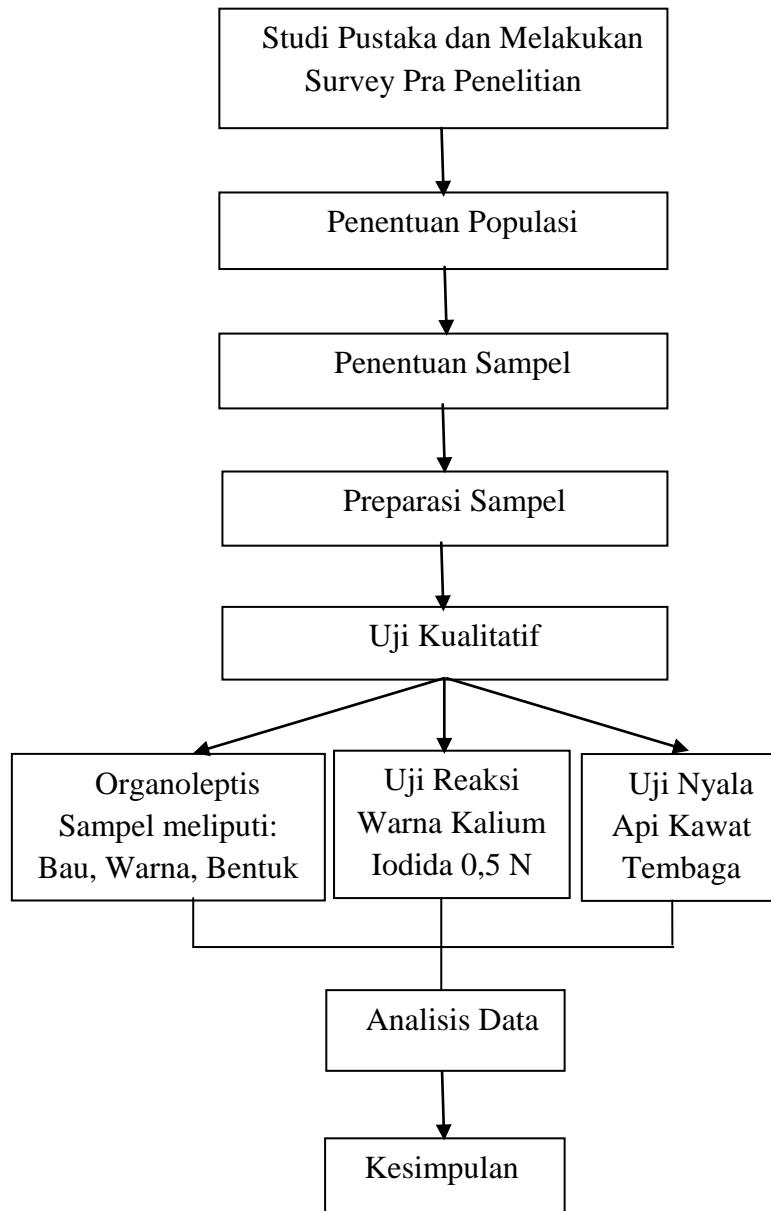 Studi Pustaka dan Melakukan
Survey Pra Penelitian
Penentuan Populasi
Penentuan Sampel
Preparasi Sampel
Uji Kualitatif
Organoleptis
Sampel meliputi:
Bau, Warna, Bentuk
Uji Reaksi
Warna Kalium
Iodida 0,5 N
Uji Nyala
Api Kawat
Tembaga
Analisis Data
Kesimpulan